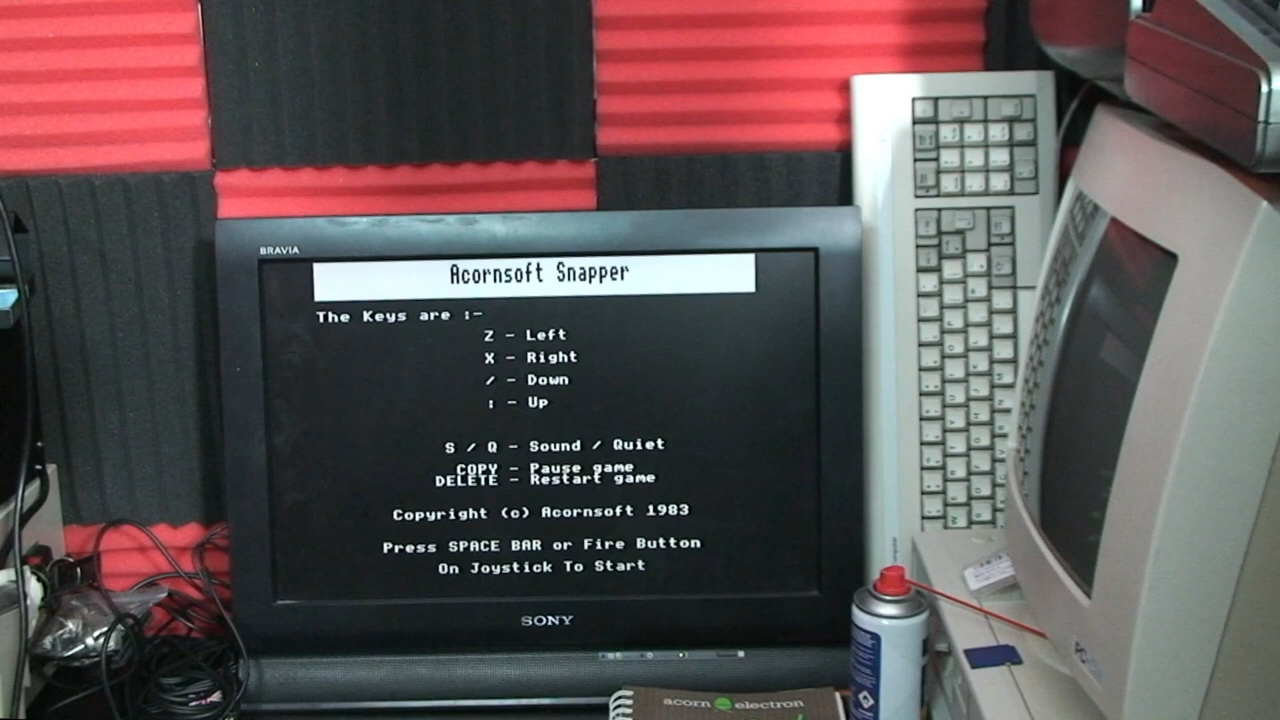 BRAVIA
Acornsoft Snapper
The Keys are :-
Z - Left
X - Right
/ - Down
: - Up
S / Q - Sound / Quiet
COPY - Pause game
DELETE - Restart game
Copyright (c) Acornsoft 1983
Press SPACE BAR or Fire Button
On Joystick To Start
SONY
acorn electron